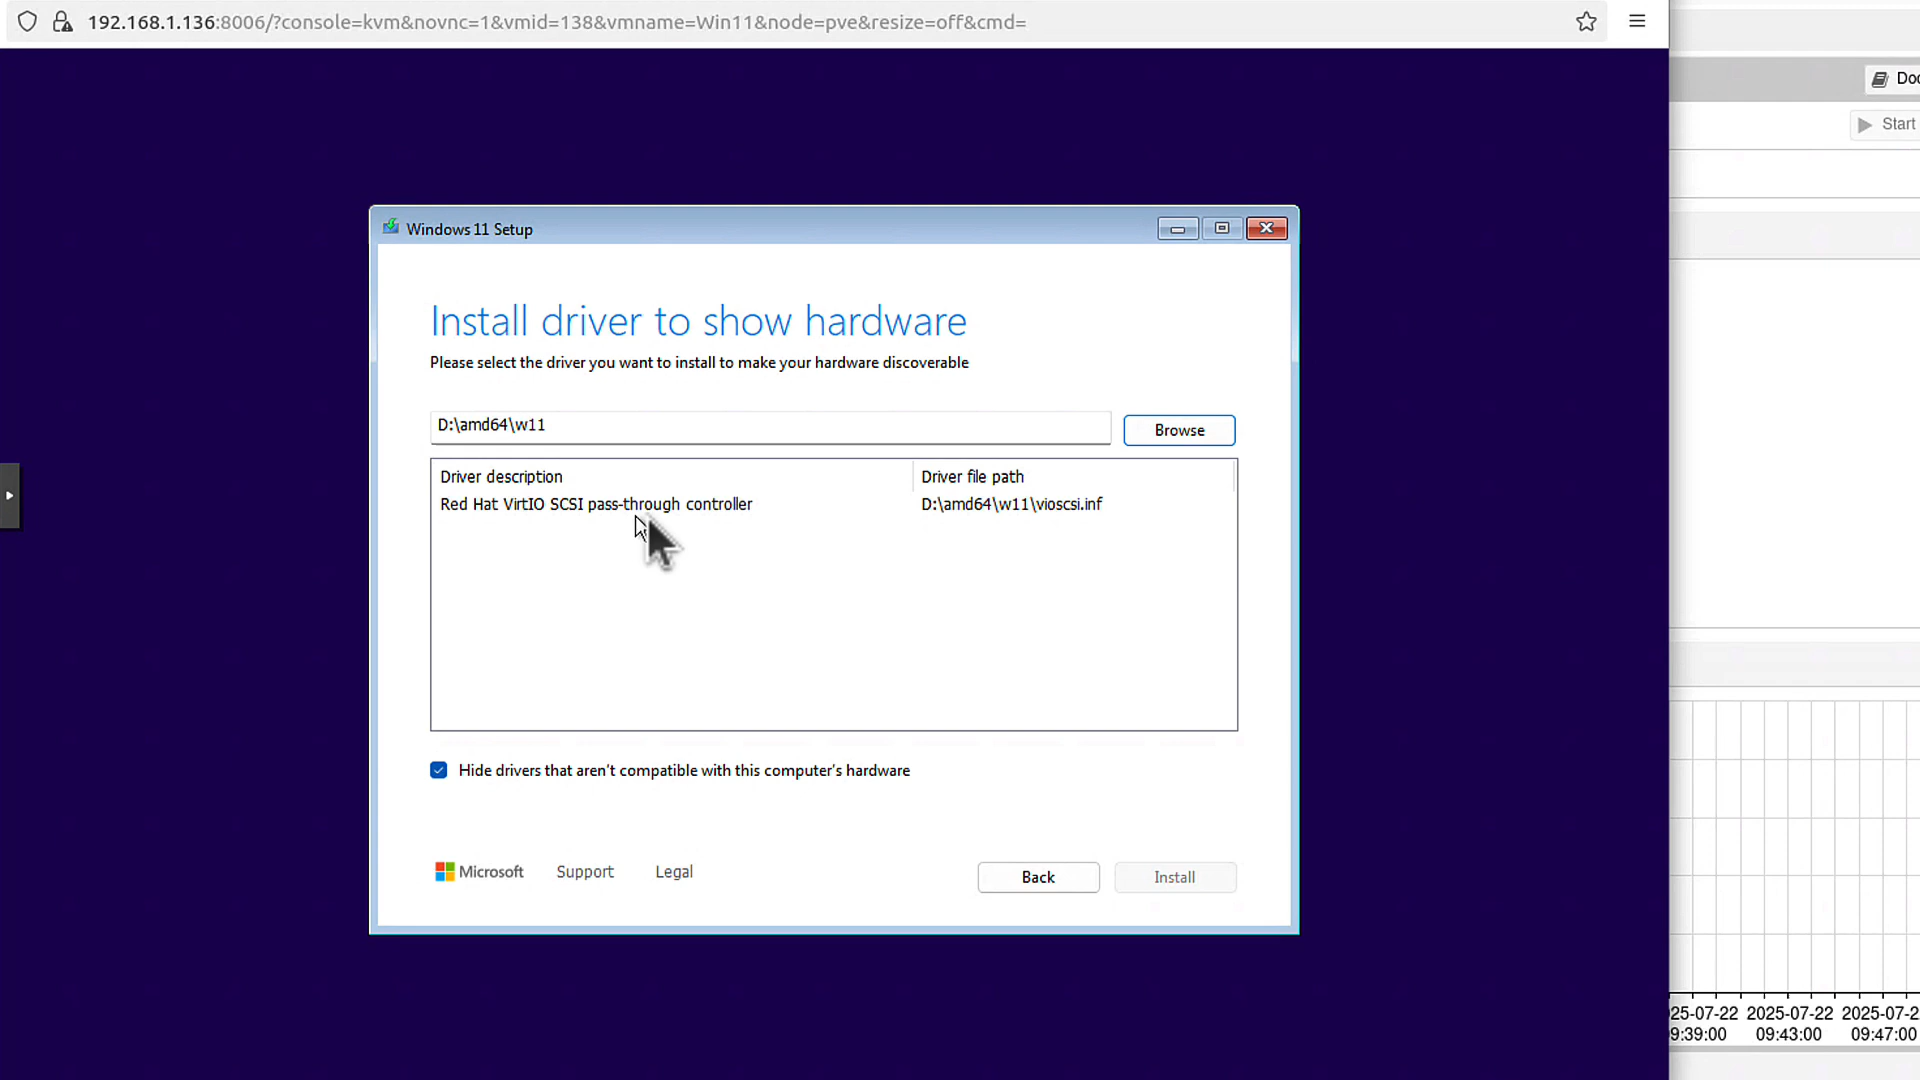 192.168.1.136:8006/?console=kvm&novnc=1&vmid=138&vmname=Win11&node=pve&resize=off&cmd=
Start
Windows 11 Setup
Install driver to show hardware
Please select the driver you want to install to make your hardware discoverable
D:\amd64\w11
Browse
Driver description Driver file path
Red Hat VirtIO SCSI pass-through controller D:\amd64\w11\vioscsi.inf
Hide drivers that aren't compatible with this computer's hardware
Microsoft Support Legal Back Install
25-07-22 2025-07-22 2025-07-2
9:39:00 09:43:00 09:47:00